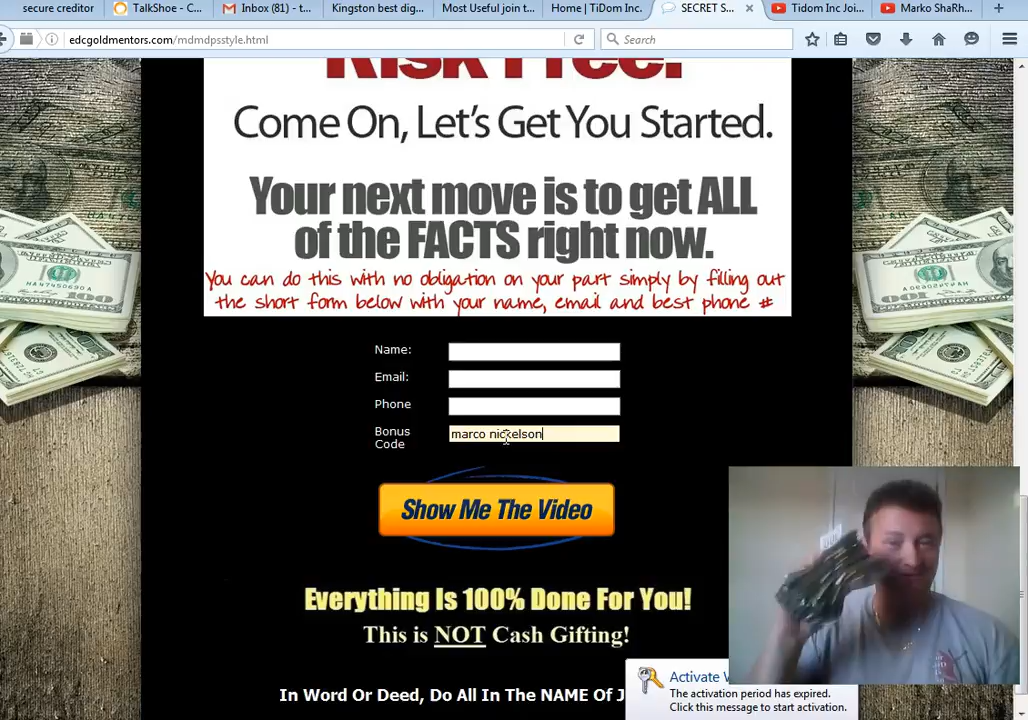 secure creditor
TalkShoe - C...
Inbox (81) - t...
Kingston best dig...
Most Useful join t...
Home | TiDom Inc.
SECRET S...
Tidom Inc Joi...
Marko ShaRh...
edcgoldmentors.com/mdmdpsstyle.html
Search
Risk Free!
Come On, Let's Get You Started.
Your next move is to get ALL
of the FACTS right now.
You can do this with no obligation on your part simply by filling out
the short form below with your name, email and best phone #
Name:
Email:
Phone
Bonus
Code
marco nickelson
Show Me The Video
Everything Is 100% Done For You!
This is NOT Cash Gifting!
Activate W
The activation period has expired.
Click this message to start activation.
In Word Or Deed, Do All In The NAME Of J